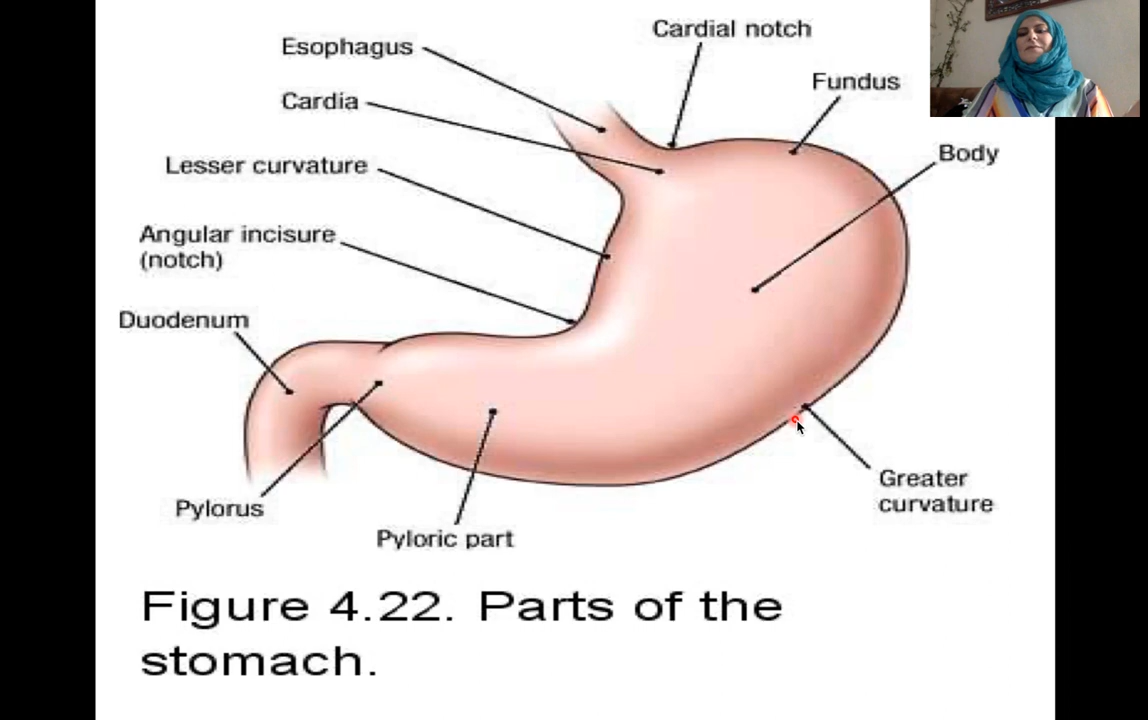 Esophagus
Cardial notch
Cardia
Fundus
Lesser curvature
Body
Angular incisure
(notch)
Duodenum
Greater
curvature
Pylorus
Pyloric part
Figure 4.22. Parts of the
stomach.